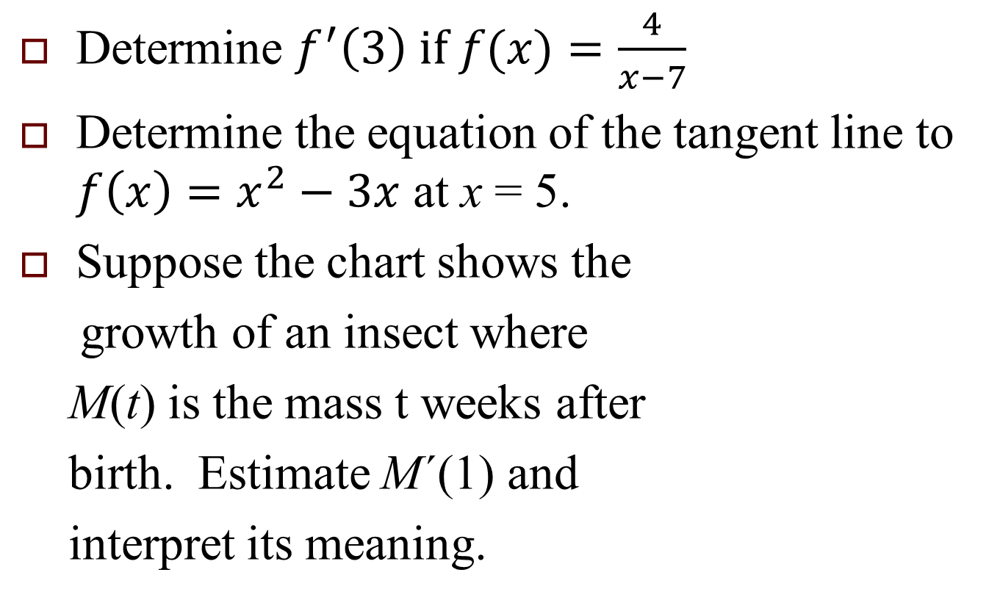 □ Determine f′(3) if f(x) = 4/(x−7)
□ Determine the equation of the tangent line to
f(x) = x² − 3x at x = 5.
□ Suppose the chart shows the
growth of an insect where
M(t) is the mass t weeks after
birth.  Estimate M′(1) and
interpret its meaning.